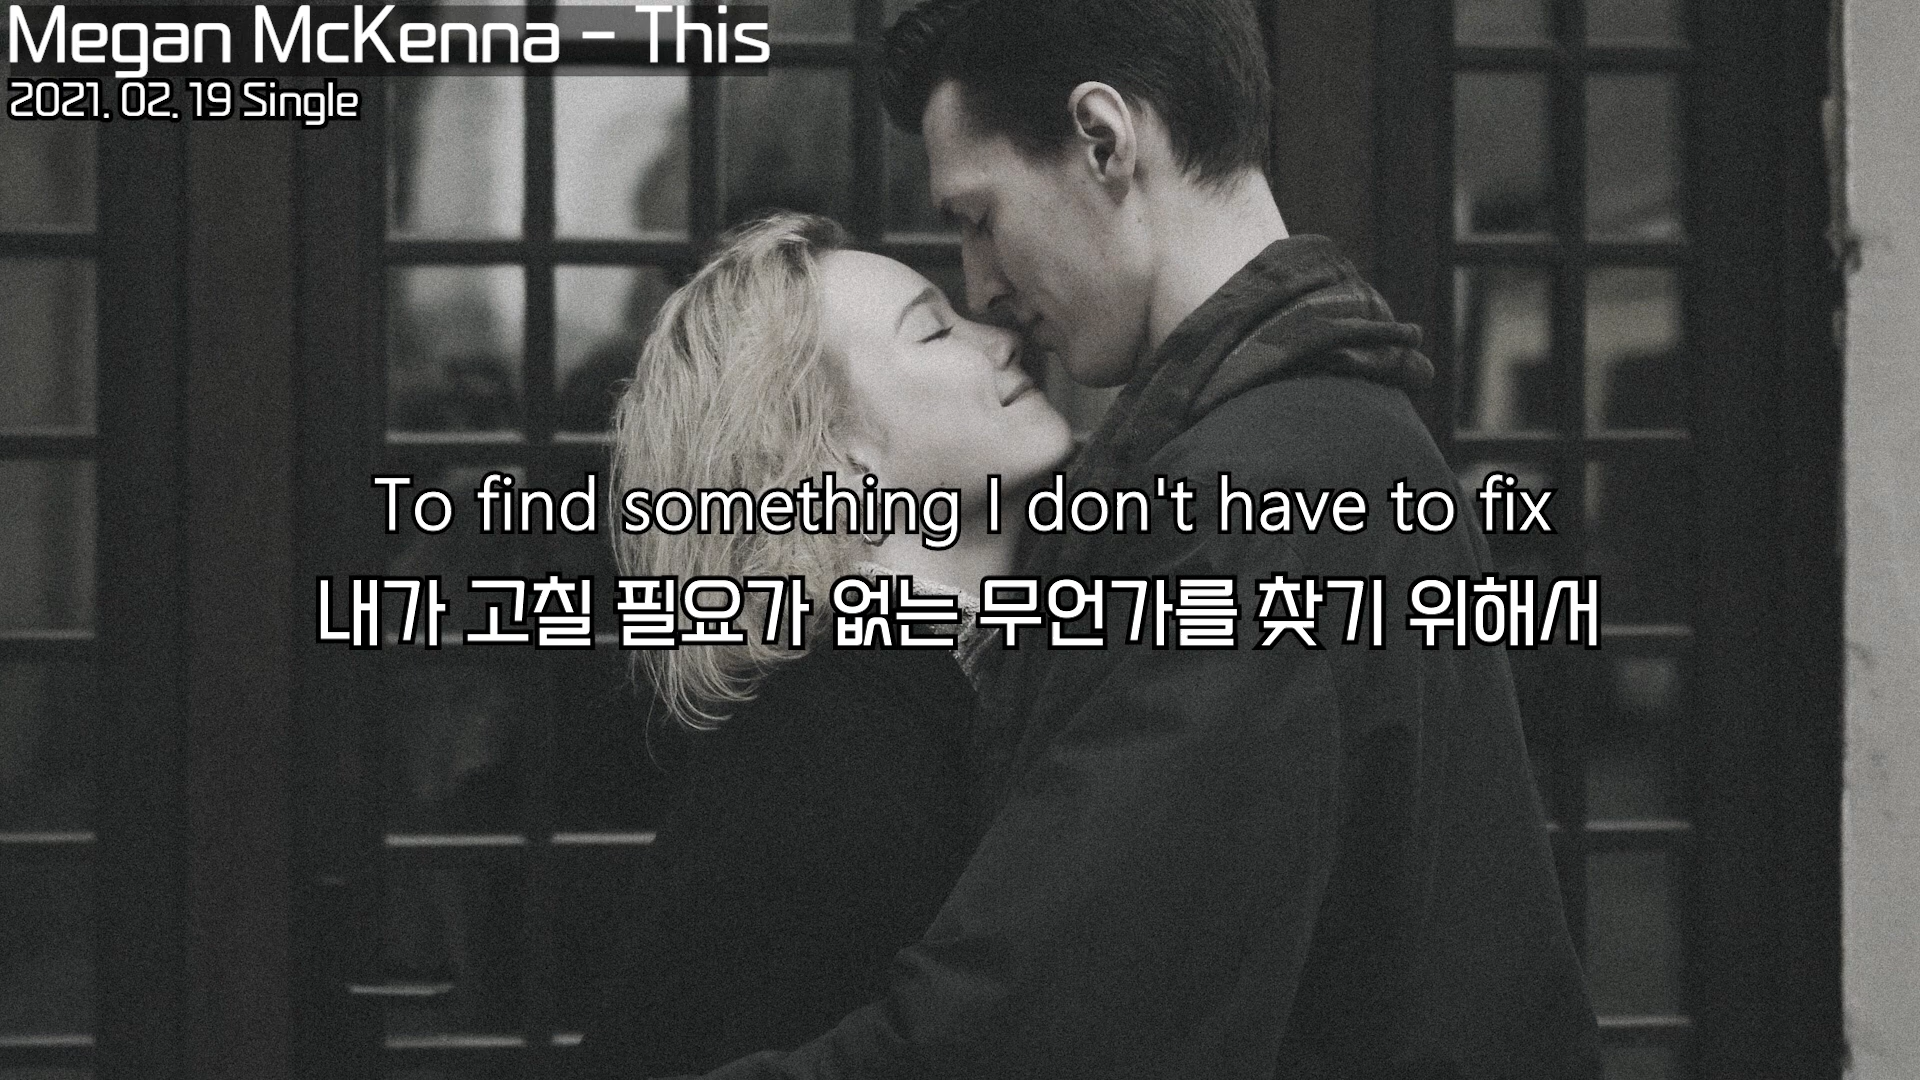 Megan McKenna - This
2021. 02. 19 Single
To find something I don't have to fix
내가 고칠 필요가 없는 무언가를 찾기 위해서